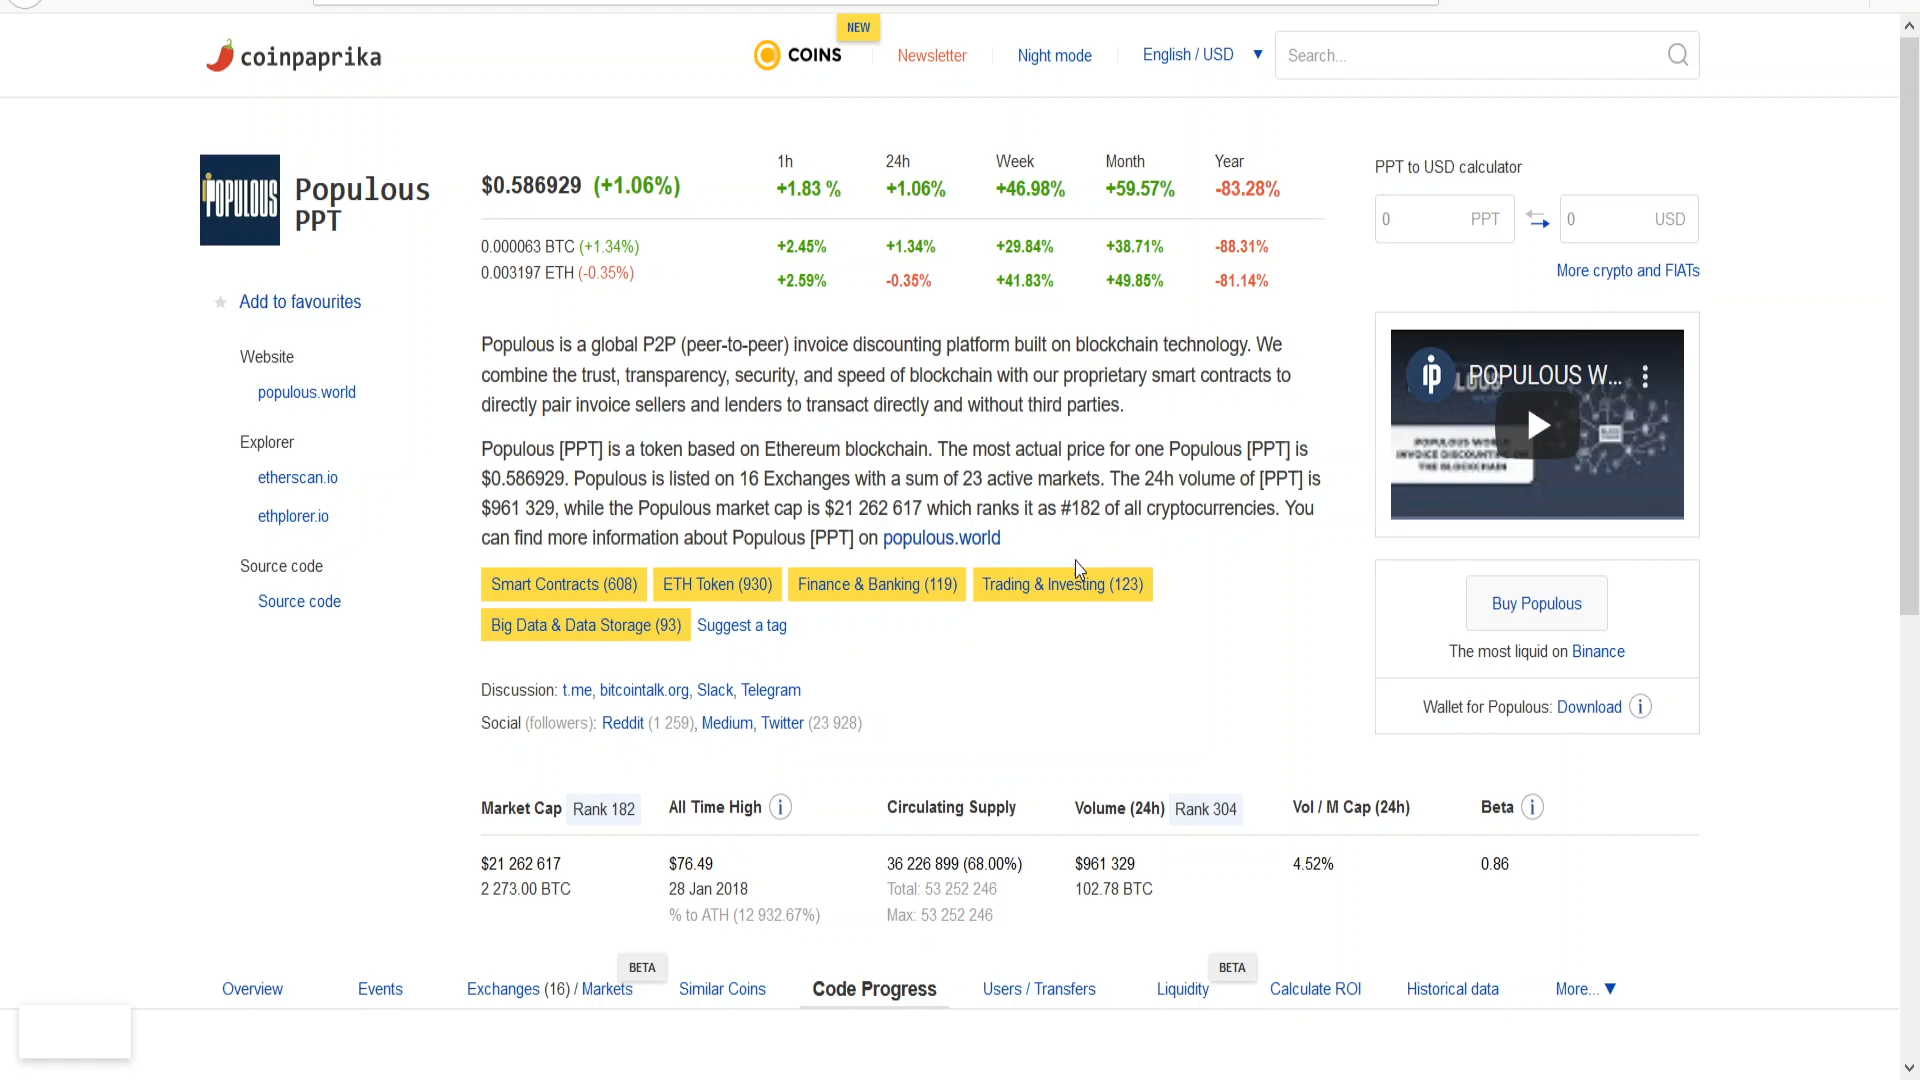 NEW
coinpaprika
COINS
Newsletter
Night mode
English / USD ▼
Search...
POPULOUS
Populous
PPT
$0.586929 (+1.06%)
1h 24h Week Month Year
+1.83 % +1.06% +46.98% +59.57% -83.28%
0.000063 BTC (+1.34%) +2.45% +1.34% +29.84% +38.71% -88.31%
0.003197 ETH (-0.35%) +2.59% -0.35% +41.83% +49.85% -81.14%
PPT to USD calculator
0 PPT 0 USD
More crypto and FIATs
Add to favourites
Website
populous.world
Explorer
etherscan.io
ethplorer.io
Source code
Source code
Populous is a global P2P (peer-to-peer) invoice discounting platform built on blockchain technology. We
combine the trust, transparency, security, and speed of blockchain with our proprietary smart contracts to
directly pair invoice sellers and lenders to transact directly and without third parties.
Populous [PPT] is a token based on Ethereum blockchain. The most actual price for one Populous [PPT] is
$0.586929. Populous is listed on 16 Exchanges with a sum of 23 active markets. The 24h volume of [PPT] is
$961 329, while the Populous market cap is $21 262 617 which ranks it as #182 of all cryptocurrencies. You
can find more information about Populous [PPT] on populous.world
Smart Contracts (608) ETH Token (930) Finance & Banking (119) Trading & Investing (123)
Big Data & Data Storage (93) Suggest a tag
Discussion: t.me, bitcointalk.org, Slack, Telegram
Social (followers): Reddit (1 259), Medium, Twitter (23 928)
POPULOUS W...
POPULOUS WORLD
INVOICE DISCOUNTING ON
THE BLOCKCHAIN
Buy Populous
The most liquid on Binance
Wallet for Populous: Download i
Market Cap Rank 182 All Time High i Circulating Supply Volume (24h) Rank 304 Vol / M Cap (24h) Beta i
$21 262 617 $76.49 36 226 899 (68.00%) $961 329 4.52% 0.86
2 273.00 BTC 28 Jan 2018 Total: 53 252 246 102.78 BTC
% to ATH (12 932.67%) Max: 53 252 246
BETA BETA
Overview Events Exchanges (16) / Markets Similar Coins Code Progress Users / Transfers Liquidity Calculate ROI Historical data More... ▼